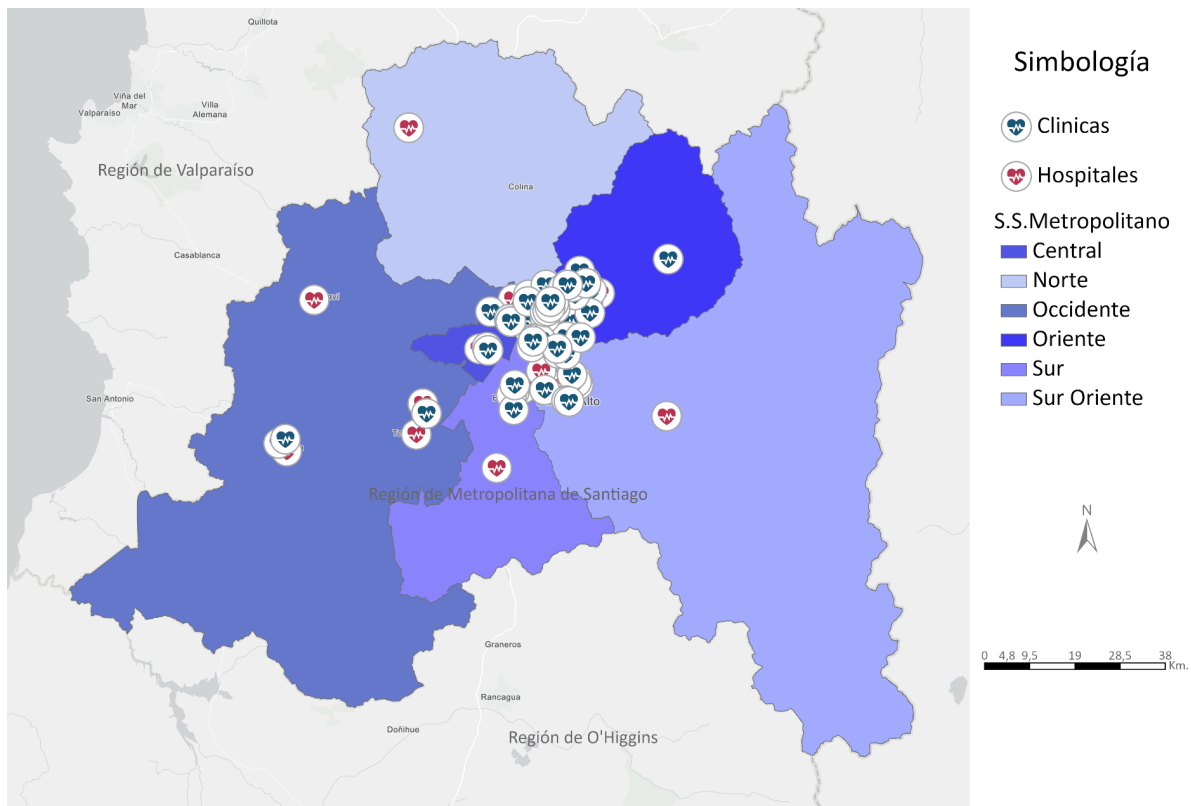 Quillota
Viña del
Mar
Valparaíso
Villa
Alemana
Región de Valparaíso
Colina
Casablanca
San Antonio
Alto
Región de Metropolitana de Santiago
Graneros
Rancagua
Doñihue
Región de O'Higgins
Simbología
Clinicas
Hospitales
S.S.Metropolitano
Central
Norte
Occidente
Oriente
Sur
Sur Oriente
N
0 4,8 9,5 19 28,5 38
Km.